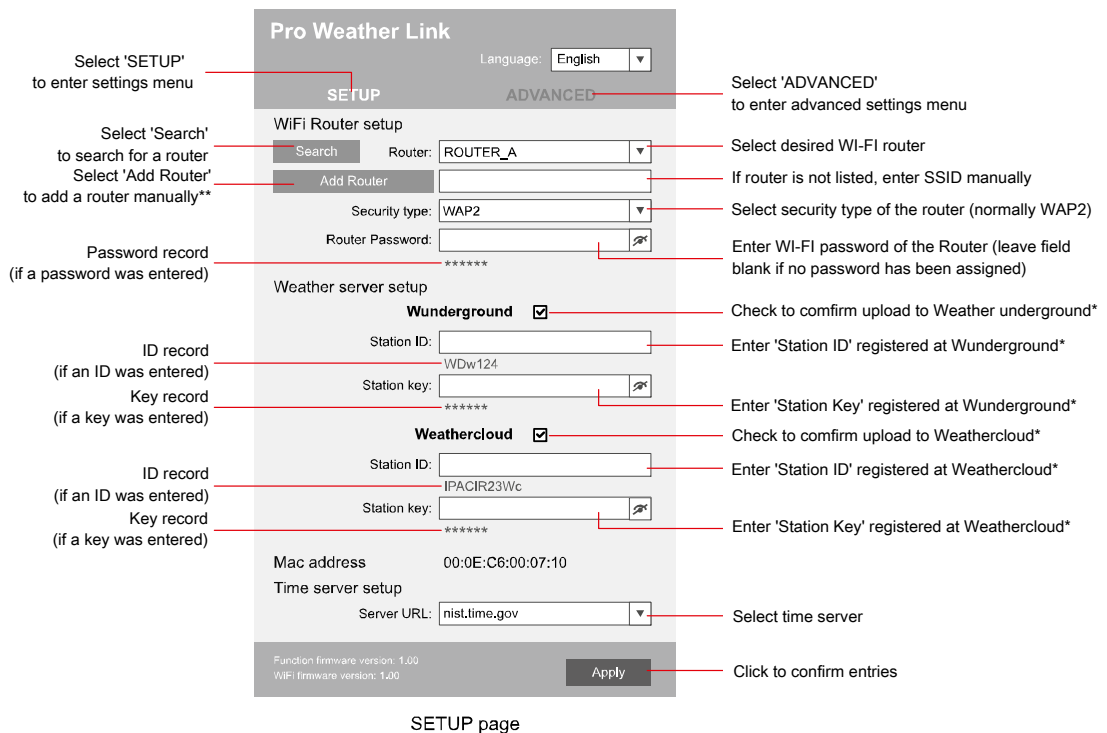 Pro Weather Link
Language: English
Select 'SETUP'
to enter settings menu
SETUP
ADVANCED
Select 'ADVANCED'
to enter advanced settings menu
WiFi Router setup
Select 'Search'
to search for a router
Search
Router: ROUTER_A
Select desired WI-FI router
Select 'Add Router'
to add a router manually**
Add Router
If router is not listed, enter SSID manually
Security type: WAP2
Select security type of the router (normally WAP2)
Router Password:
Enter WI-FI password of the Router (leave field
blank if no password has been assigned)
Password record
(if a password was entered)
******
Weather server setup
Wunderground
Check to comfirm upload to Weather underground*
Station ID:
Enter 'Station ID' registered at Wunderground*
ID record
(if an ID was entered)
WDw124
Station key:
Enter 'Station Key' registered at Wunderground*
Key record
(if a key was entered)
******
Weathercloud
Check to comfirm upload to Weathercloud*
Station ID:
Enter 'Station ID' registered at Weathercloud*
ID record
(if an ID was entered)
IPACIR23Wc
Station key:
Enter 'Station Key' registered at Weathercloud*
Key record
(if a key was entered)
******
Mac address 00:0E:C6:00:07:10
Time server setup
Server URL: nist.time.gov
Select time server
Function firmware version: 1.00
WiFi firmware version: 1.00
Apply
Click to confirm entries
SETUP page